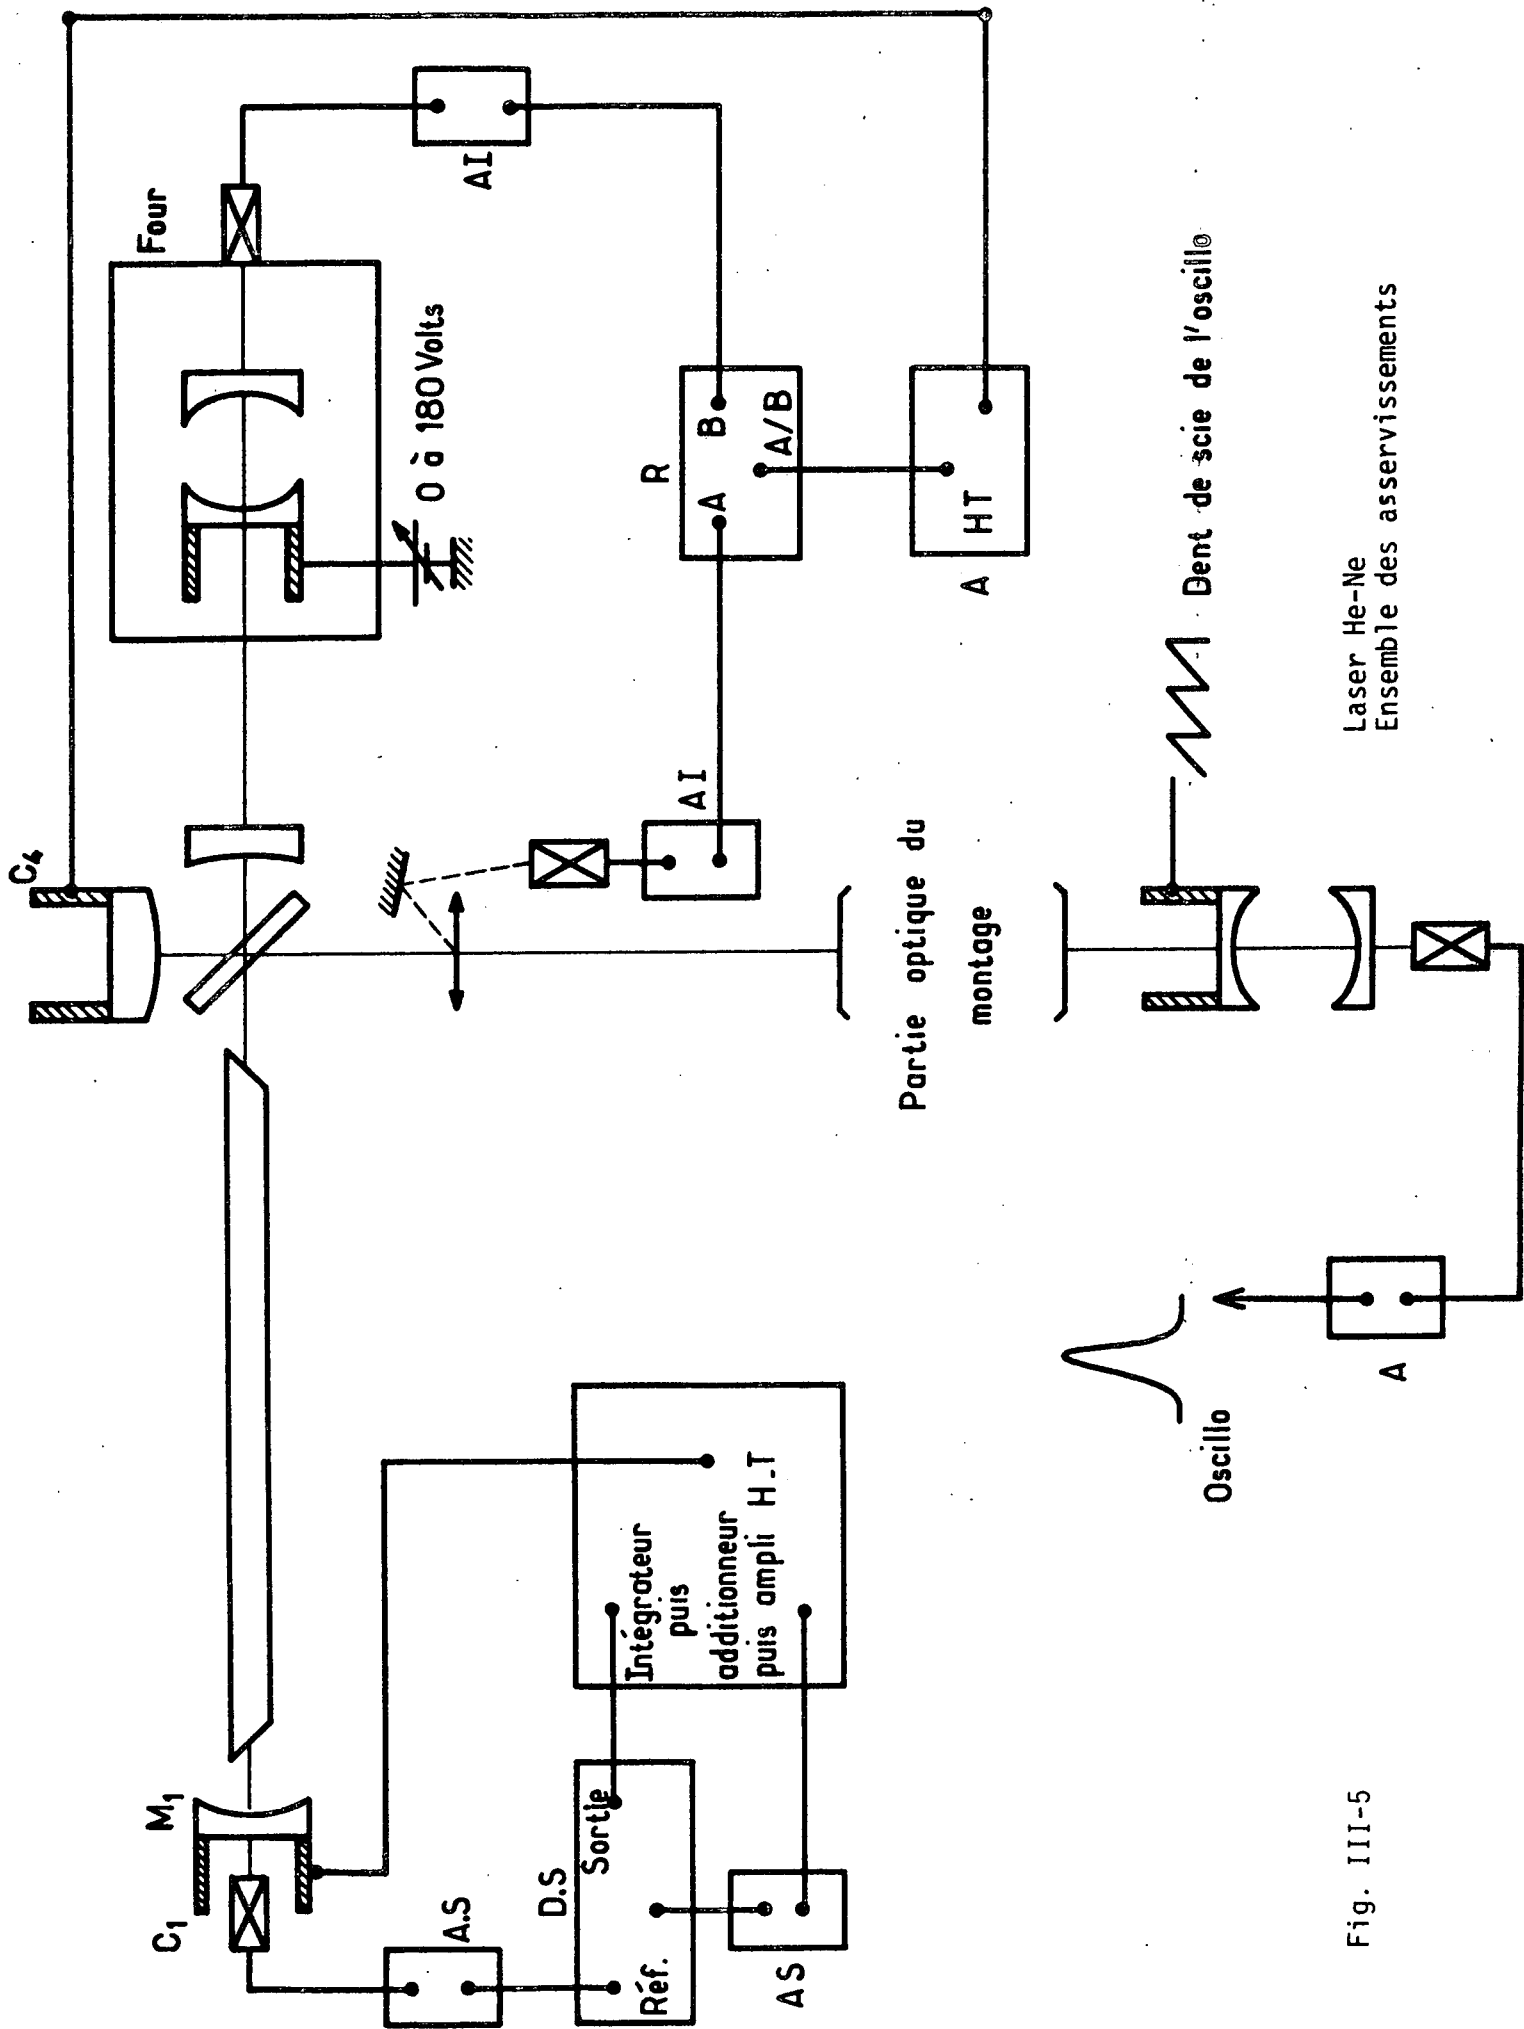 C1
M1
A.S
D.S
Réf.
Sortie
AS
Intégrateur
puis
additionneur
puis ampli H_T
C4
Four
0 à 180 Volts
AI
AI
R
A
B
A/B
HT
A
Partie optique du
montage
Dent de scie de l'oscillo
Oscillo
A
Laser He-Ne
Ensemble des asservissements
Fig. III-5